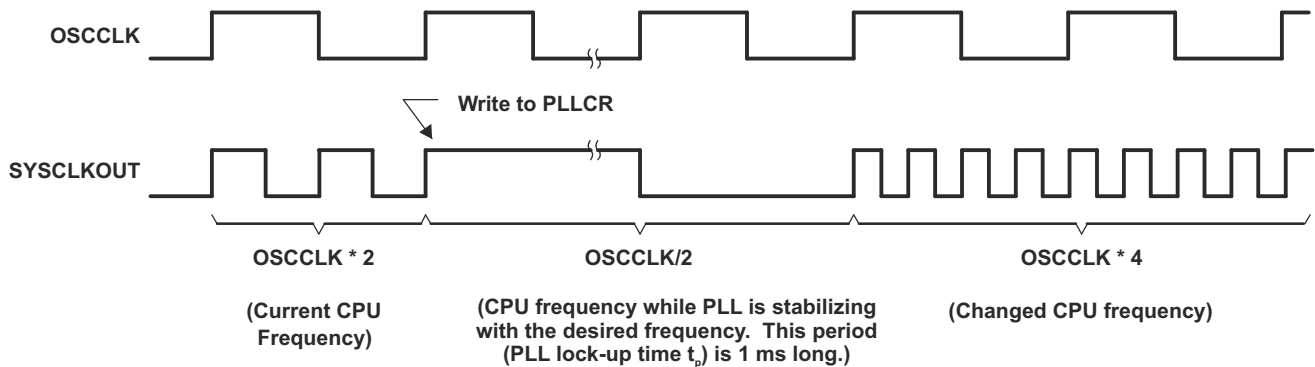 OSCCLK
Write to PLLCR
SYSCLKOUT
OSCCLK * 2
(Current CPU
Frequency)
OSCCLK/2
(CPU frequency while PLL is stabilizing
with the desired frequency. This period
(PLL lock-up time tp) is 1 ms long.)
OSCCLK * 4
(Changed CPU frequency)